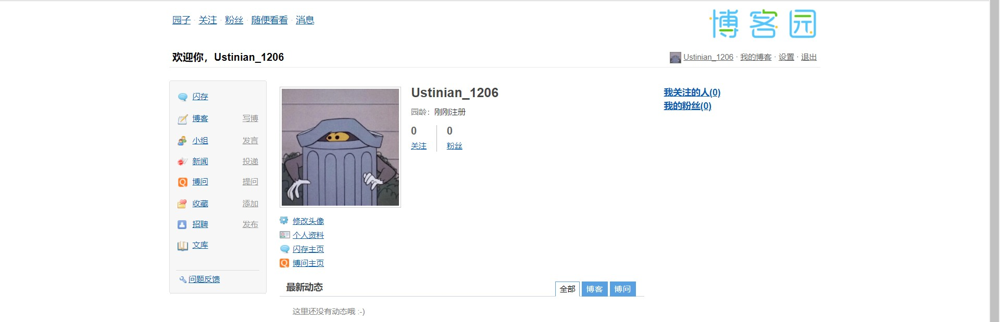 园子 · 关注 · 粉丝 · 随便看看 · 消息
博客园
欢迎你，Ustinian_1206
Ustinian_1206 · 我的博客 · 设置 · 退出
闪存
博客 写博
小组 发言
新闻 投递
博问 提问
收藏 添加
招聘 发布
文库
问题反馈
Ustinian_1206
园龄：刚刚注册
0 0
关注 粉丝
修改头像
个人资料
闪存主页
博问主页
我关注的人(0)
我的粉丝(0)
最新动态 全部 博客 博问
这里还没有动态哦 :-)